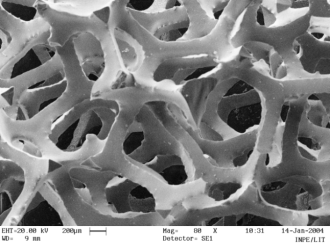 EHT=20.00 kV 200µm Mag= 80 X 10:31 14-Jan-2004
WD= 9 mm Detector= SE1 INPE/LIT